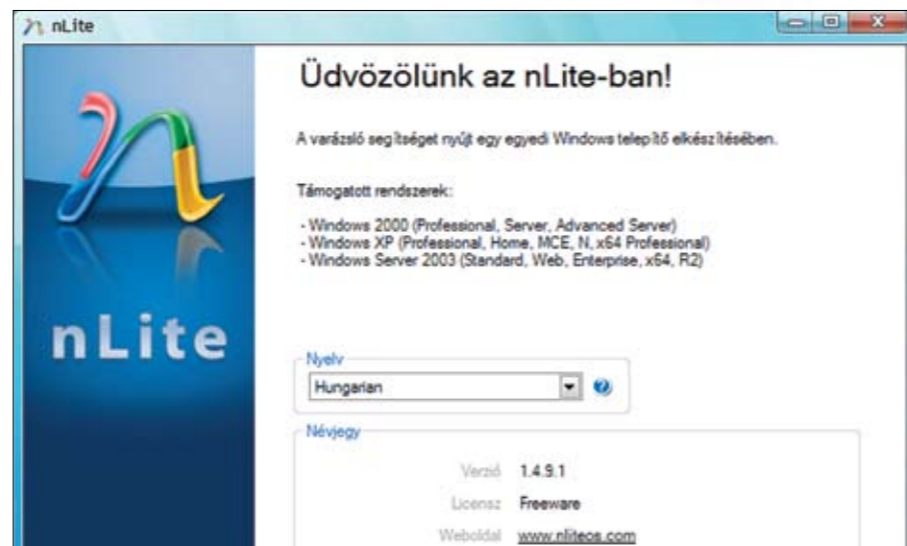 nLite
Üdvözölünk az nLite-ban!
A varázsló segítséget nyújt egy egyedi Windows telepítő elkészítésében.
Támogatott rendszerek:
- Windows 2000 (Professional, Server, Advanced Server)
- Windows XP (Professional, Home, MCE, N, x64 Professional)
- Windows Server 2003 (Standard, Web, Enterprise, x64, R2)
nLite
Nyelv
Hungarian
Névjegy
Verzió 1.4.9.1
Licensz Freeware
Weboldal www.nliteos.com